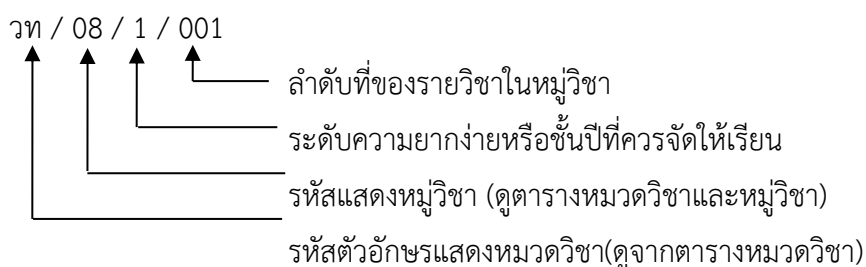 วท / 08 / 1 / 001
ลำดับที่ของรายวิชาในหมู่วิชา
ระดับความยากง่ายหรือชั้นปีที่ควรจัดให้เรียน
รหัสแสดงหมู่วิชา (ดูตารางหมวดวิชาและหมู่วิชา)
รหัสตัวอักษรแสดงหมวดวิชา(ดูจากตารางหมวดวิชา)